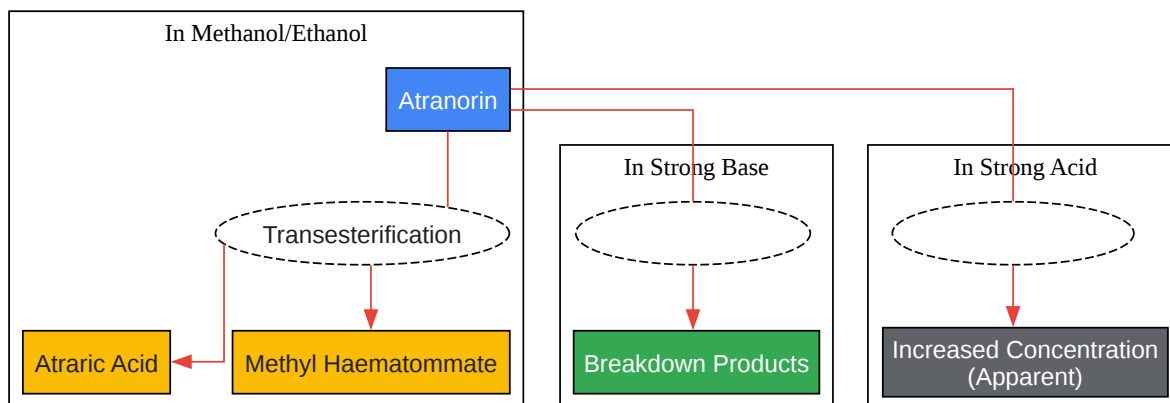 In Methanol/Ethanol
Atranorin
In Strong Base
In Strong Acid
Transesterification
Atraric Acid
Methyl Haematommate
Breakdown Products
Increased Concentration
(Apparent)